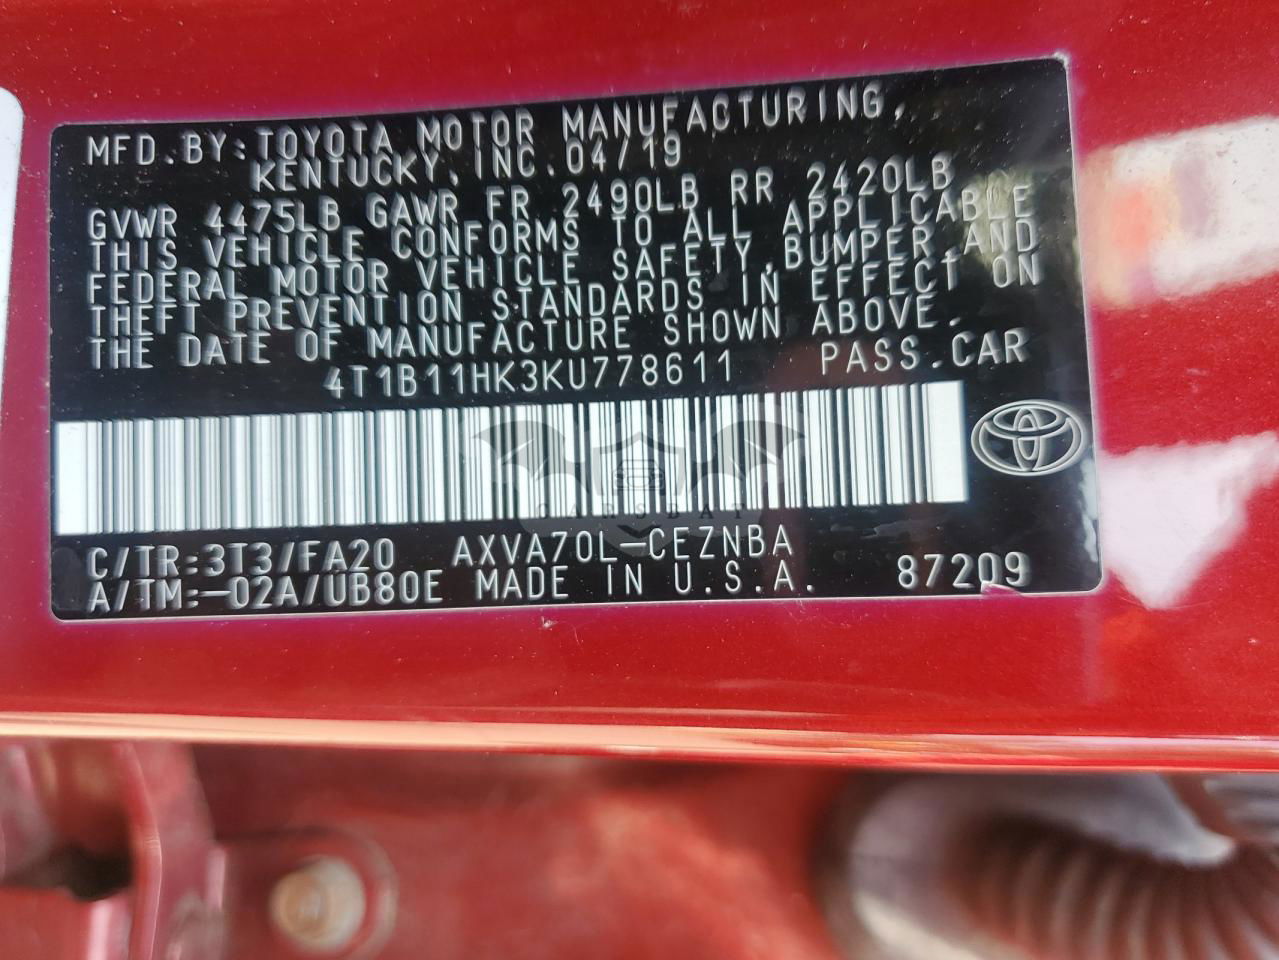 MFD.BY:TOYOTA MOTOR MANUFACTURING,
KENTUCKY, INC. 04/19
GVWR 4475LB GAWR FR 2490LB RR 2420LB
THIS VEHICLE CONFORMS TO ALL APPLICABLE
FEDERAL MOTOR VEHICLE SAFETY,BUMPER,AND
THEFT PREVENTION STANDARDS IN EFFECT ON
THE DATE OF MANUFACTURE SHOWN ABOVE.
4T1B11HK3KU778611 PASS.CAR
CARSBAT
C/TR:3T3/FA20 AXVA70L-CEZNBA
A/TM:-02A/UB80E MADE IN U.S.A. 87209